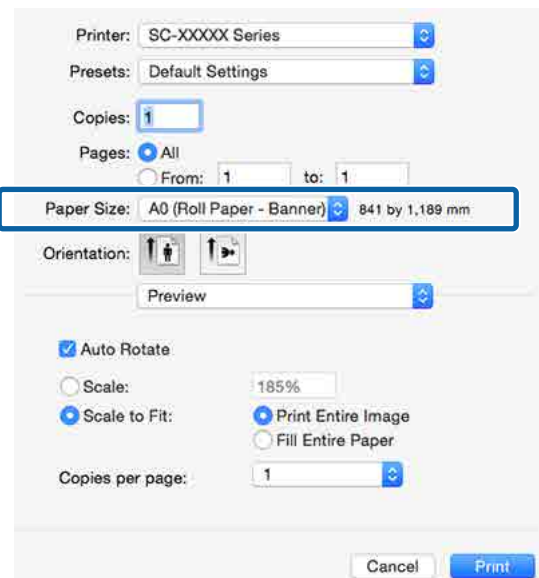 Printer: SC-XXXXX Series
Presets: Default Settings
Copies: 1
Pages: All
From: 1 to: 1
Paper Size: A0 (Roll Paper - Banner) 841 by 1,189 mm
Orientation:
Preview
Auto Rotate
Scale: 185%
Scale to Fit: Print Entire Image
Fill Entire Paper
Copies per page: 1
Cancel Print